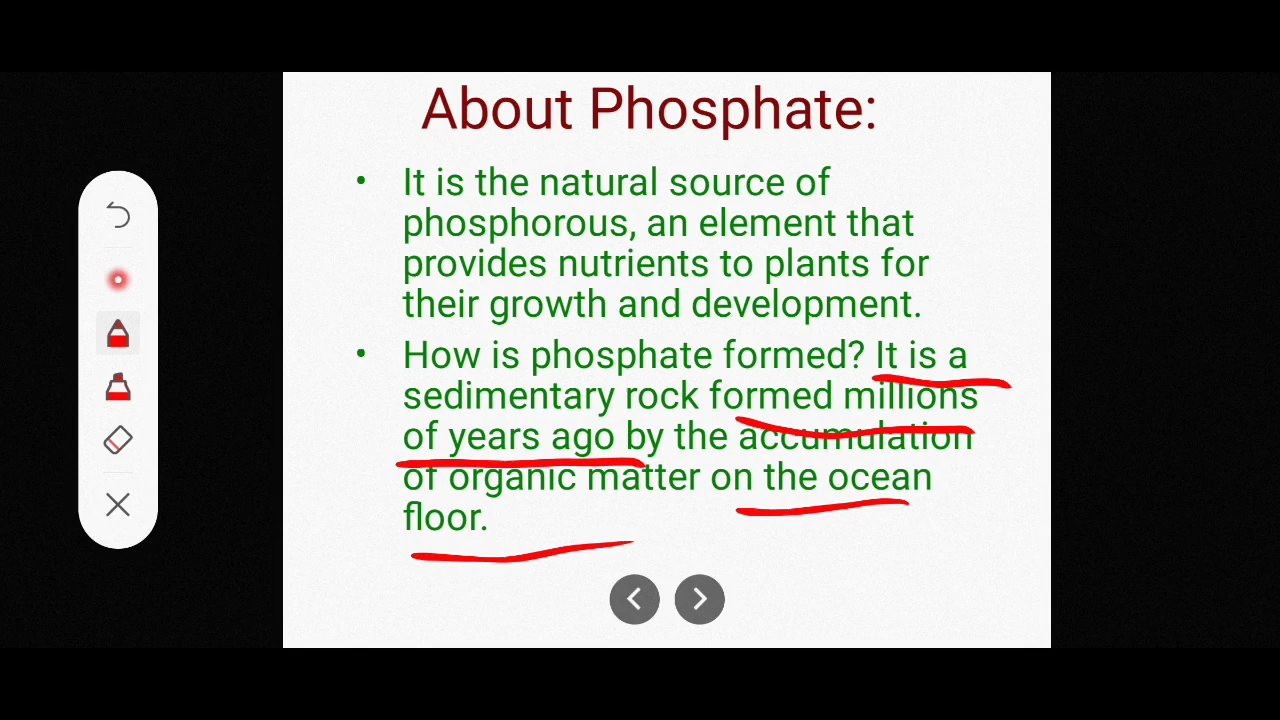 About Phosphate:
• It is the natural source of
phosphorous, an element that
provides nutrients to plants for
their growth and development.
• How is phosphate formed? It is a
sedimentary rock formed millions
of years ago by the accumulation
of organic matter on the ocean
floor.